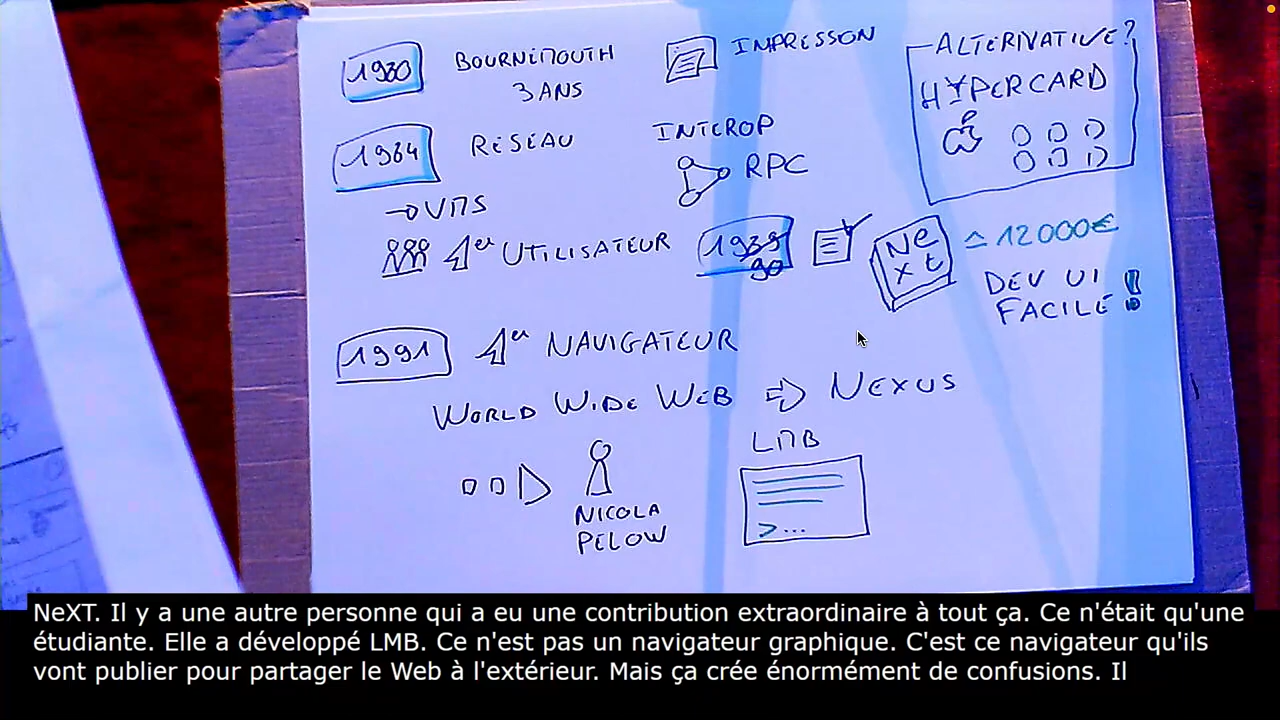 1980
BOURNEMOUTH
3 ANS
IMPRESSON
ALTERIVATIVE?
HYPERCARD
1984
RÉSEAU
INTEROP
RPC
→VMS
1er UTILISATEUR
1989
90
NeXt
≃ 12000€
DEV UI
FACILE !
1991
1er NAVIGATEUR
WORLD WIDE WEB ⇨ NEXUS
NICOLA
PELOW
LMB
>...
NeXT. Il y a une autre personne qui a eu une contribution extraordinaire à tout ça. Ce n'était qu'une
étudiante. Elle a développé LMB. Ce n'est pas un navigateur graphique. C'est ce navigateur qu'ils
vont publier pour partager le Web à l'extérieur. Mais ça crée énormément de confusions. Il